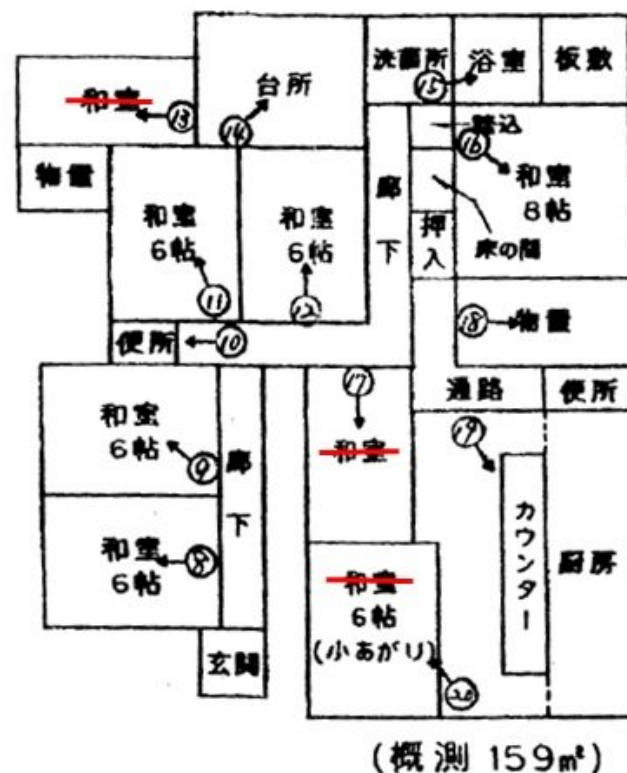 洗面所
浴室
板敷
台所
⑮
和室
⑬
⑭
踏込
⑯
物置
和室
8帖
廊下
和室
6帖
和室
6帖
押入
床の間
⑪
⑫
⑱
物置
便所
⑩
⑰
通路
便所
和室
6帖
⑲
⑨
廊下
和室
カウンター
厨房
和室
6帖
⑧
和室
6帖
(小あがり)
玄関
⑳
(概測 159㎡)